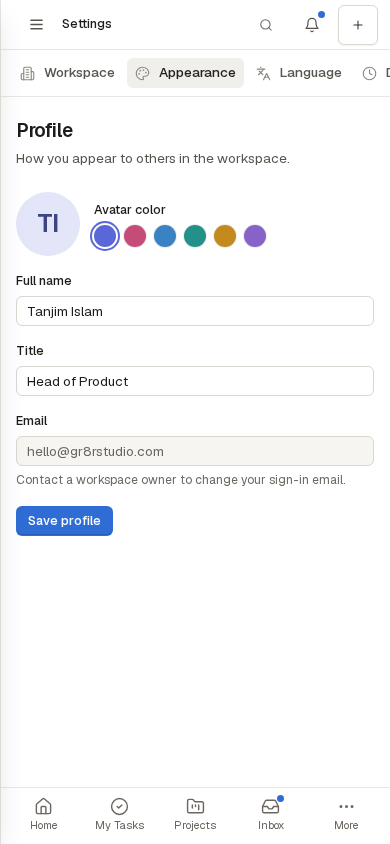 Settings
Workspace
Appearance
Language
D
Profile
How you appear to others in the workspace.
TI
Avatar color
Full name
Tanjim Islam
Title
Head of Product
Email
hello@gr8rstudio.com
Contact a workspace owner to change your sign-in email.
Save profile
Home
My Tasks
Projects
Inbox
More